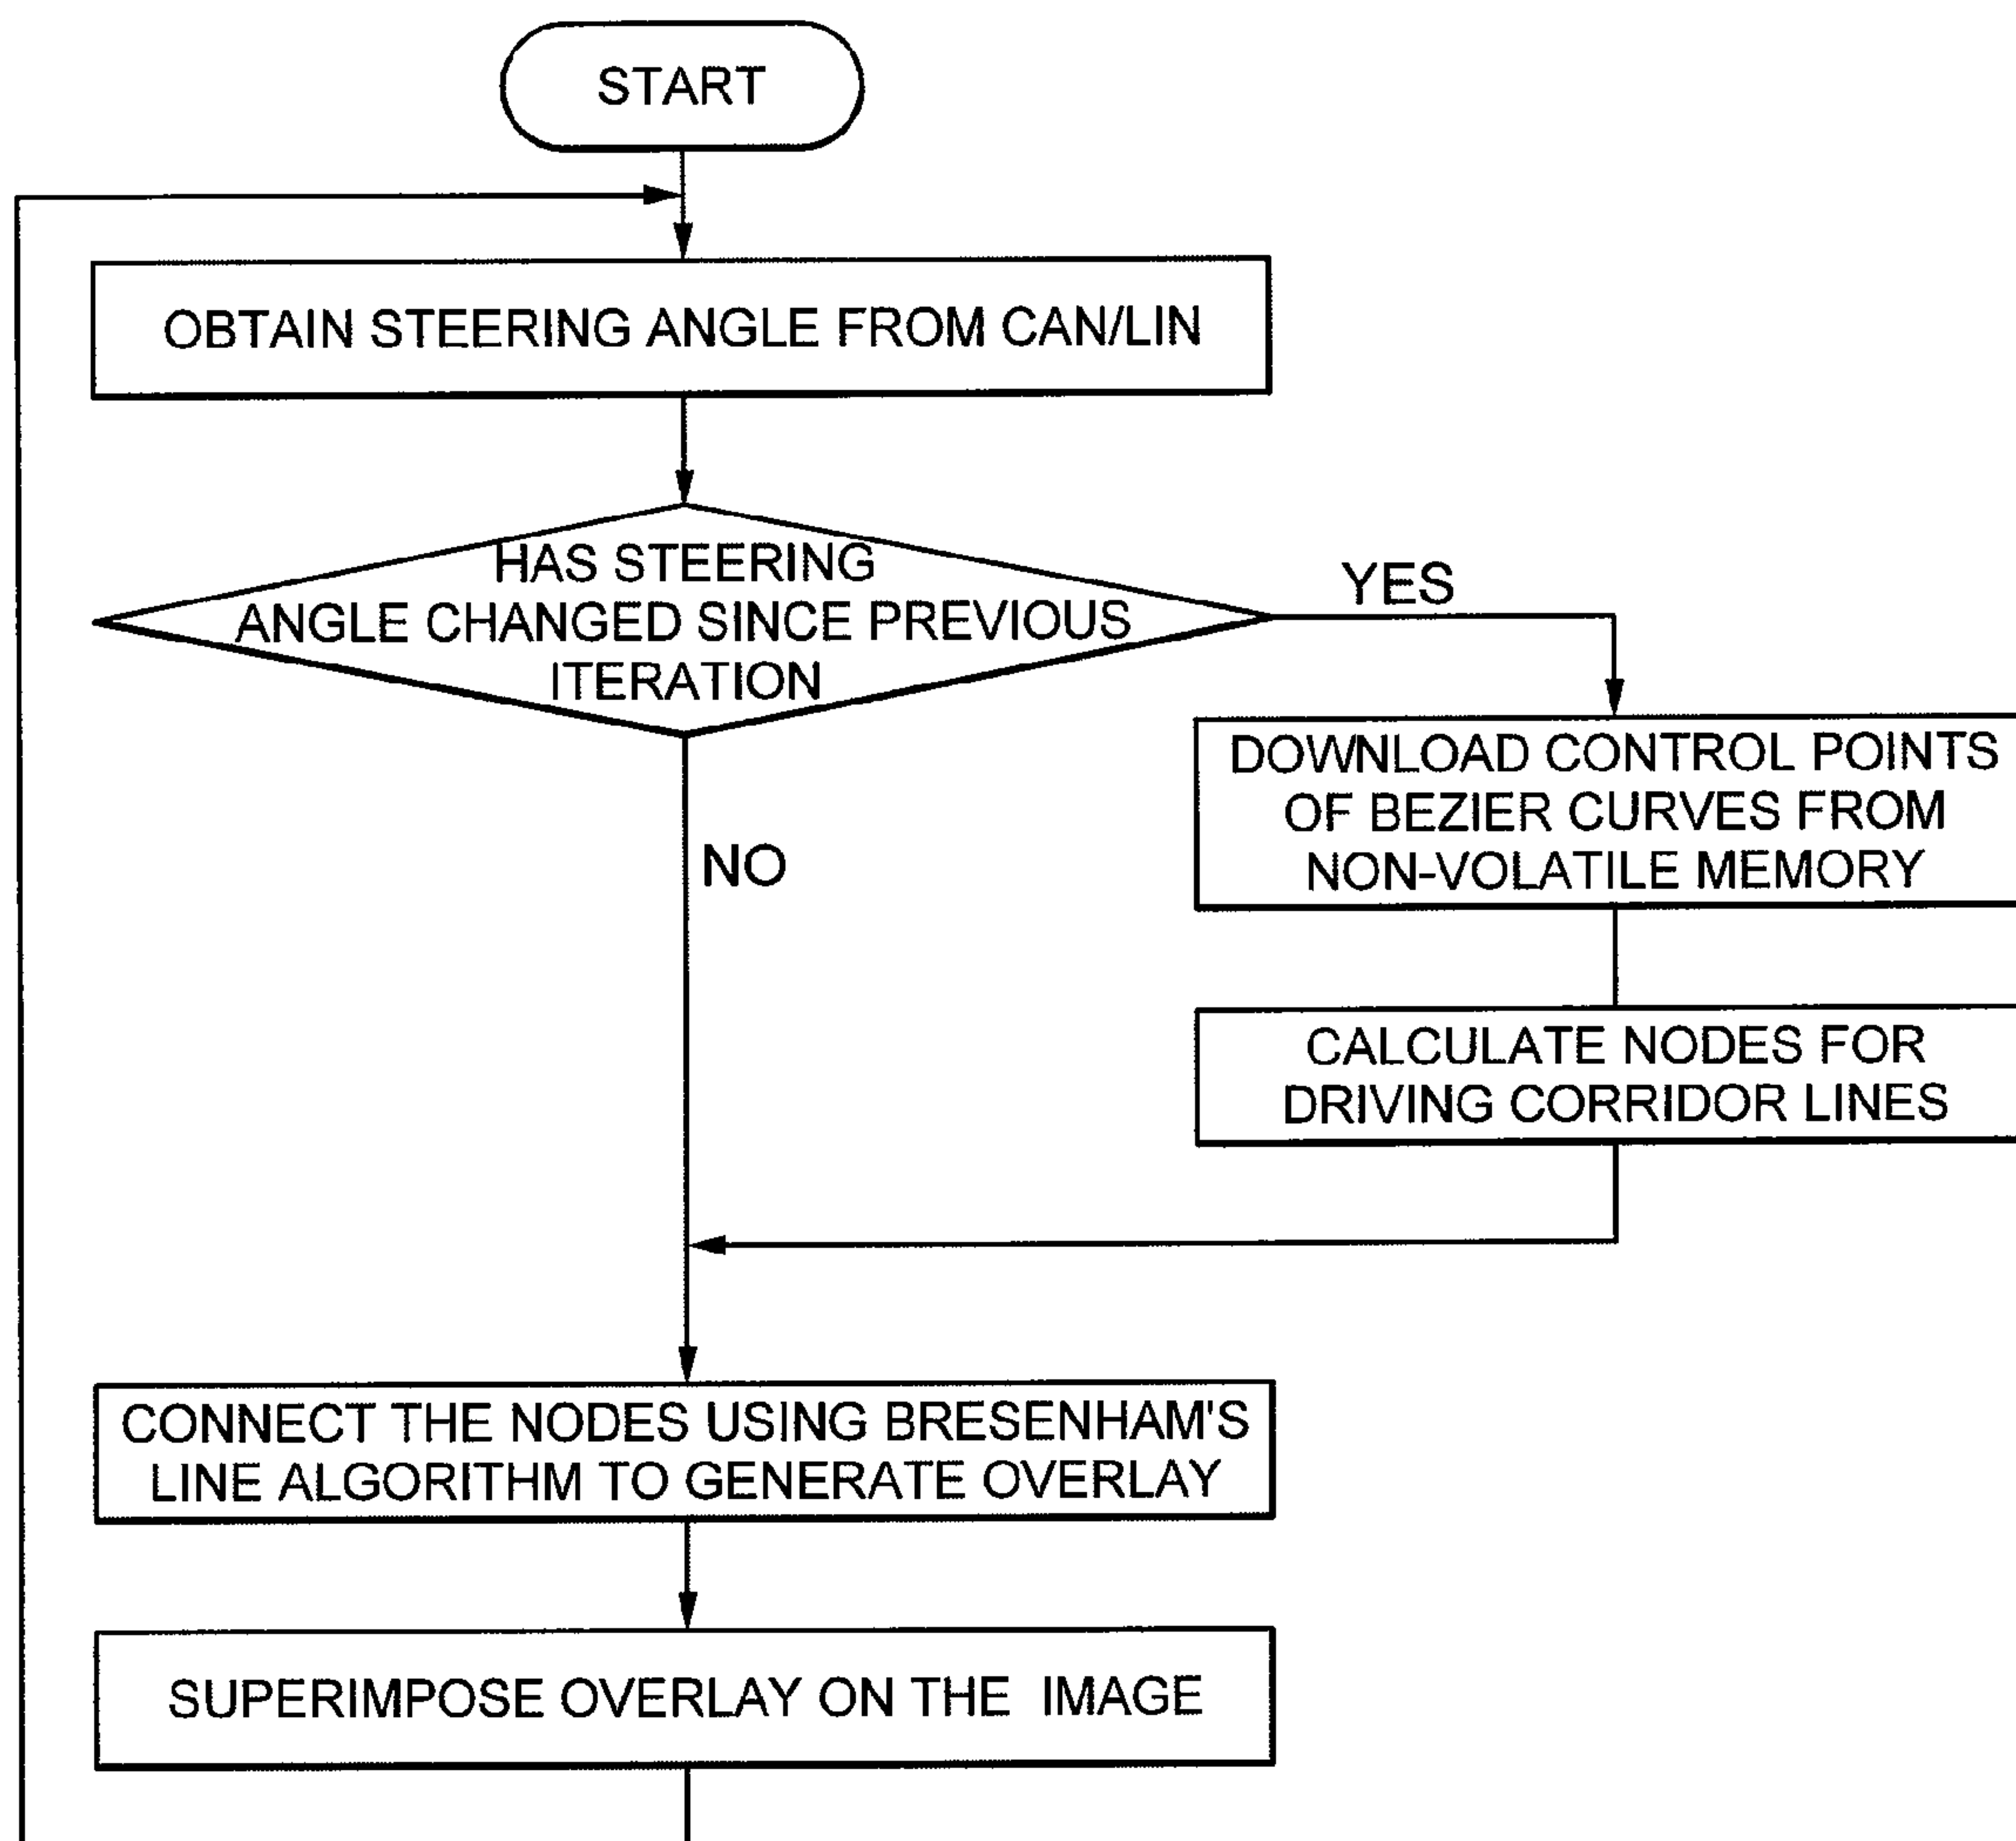 START
OBTAIN STEERING ANGLE FROM CAN/LIN
HAS STEERING
ANGLE CHANGED SINCE PREVIOUS
ITERATION
YES
DOWNLOAD CONTROL POINTS
OF BEZIER CURVES FROM
NON-VOLATILE MEMORY
NO
CALCULATE NODES FOR
DRIVING CORRIDOR LINES
CONNECT THE NODES USING BRESENHAM'S
LINE ALGORITHM TO GENERATE OVERLAY
SUPERIMPOSE OVERLAY ON THE IMAGE